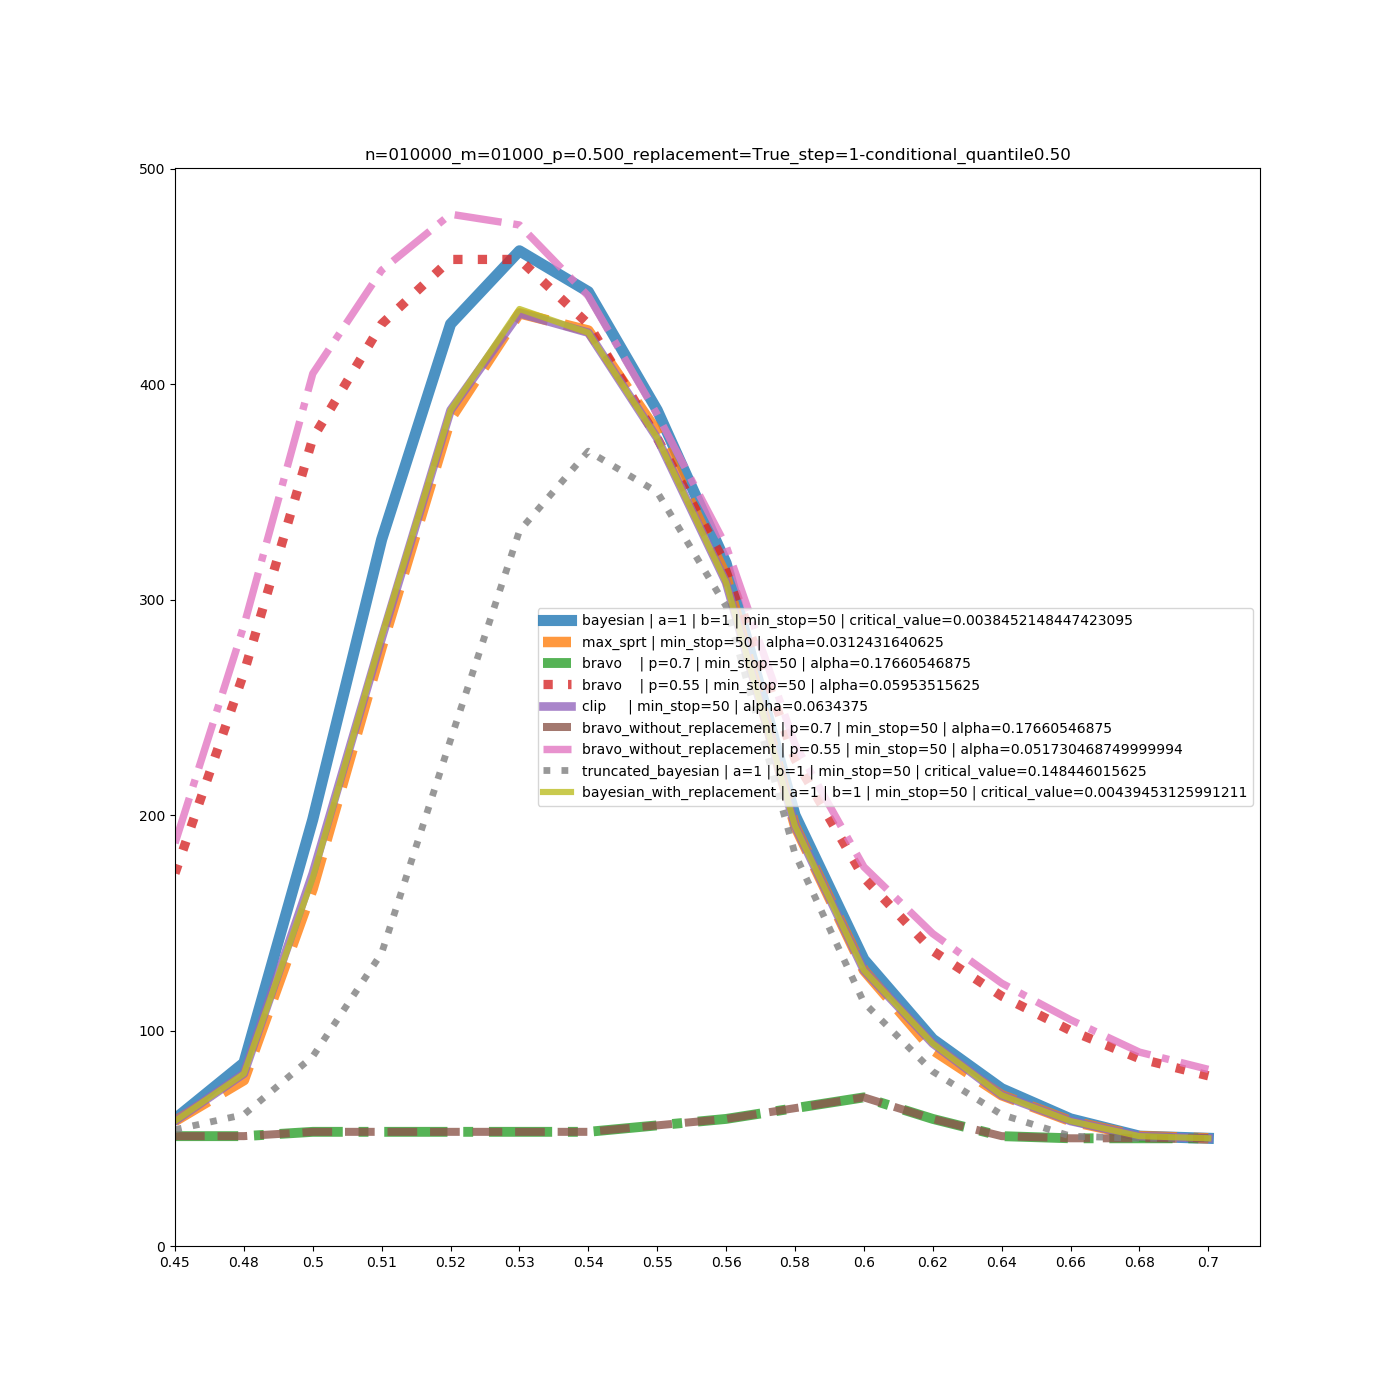 n=010000_m=01000_p=0.500_replacement=True_step=1-conditional_quantile0.50
500
400
300
200
100
0
bayesian | a=1 | b=1 | min_stop=50 | critical_value=0.0038452148447423095
max_sprt | min_stop=50 | alpha=0.0312431640625
bravo    | p=0.7 | min_stop=50 | alpha=0.17660546875
bravo    | p=0.55 | min_stop=50 | alpha=0.05953515625
clip     | min_stop=50 | alpha=0.0634375
bravo_without_replacement | p=0.7 | min_stop=50 | alpha=0.17660546875
bravo_without_replacement | p=0.55 | min_stop=50 | alpha=0.051730468749999994
truncated_bayesian | a=1 | b=1 | min_stop=50 | critical_value=0.148446015625
bayesian_with_replacement | a=1 | b=1 | min_stop=50 | critical_value=0.00439453125991211
0.45 0.48 0.5 0.51 0.52 0.53 0.54 0.55 0.56 0.58 0.6 0.62 0.64 0.66 0.68 0.7